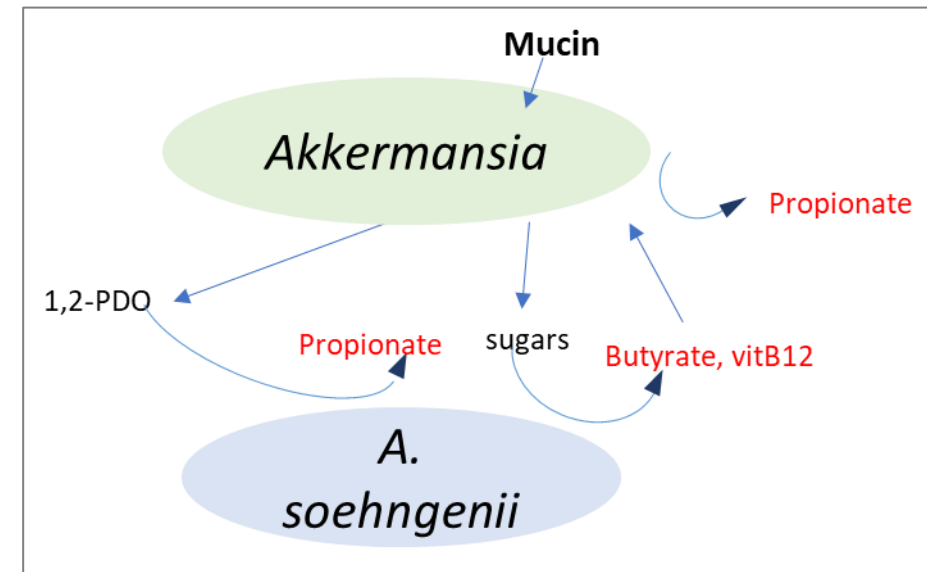 Mucin
Akkermansia
Propionate
1,2-PDO
Propionate
sugars
Butyrate, vitB12
A.
soehngenii